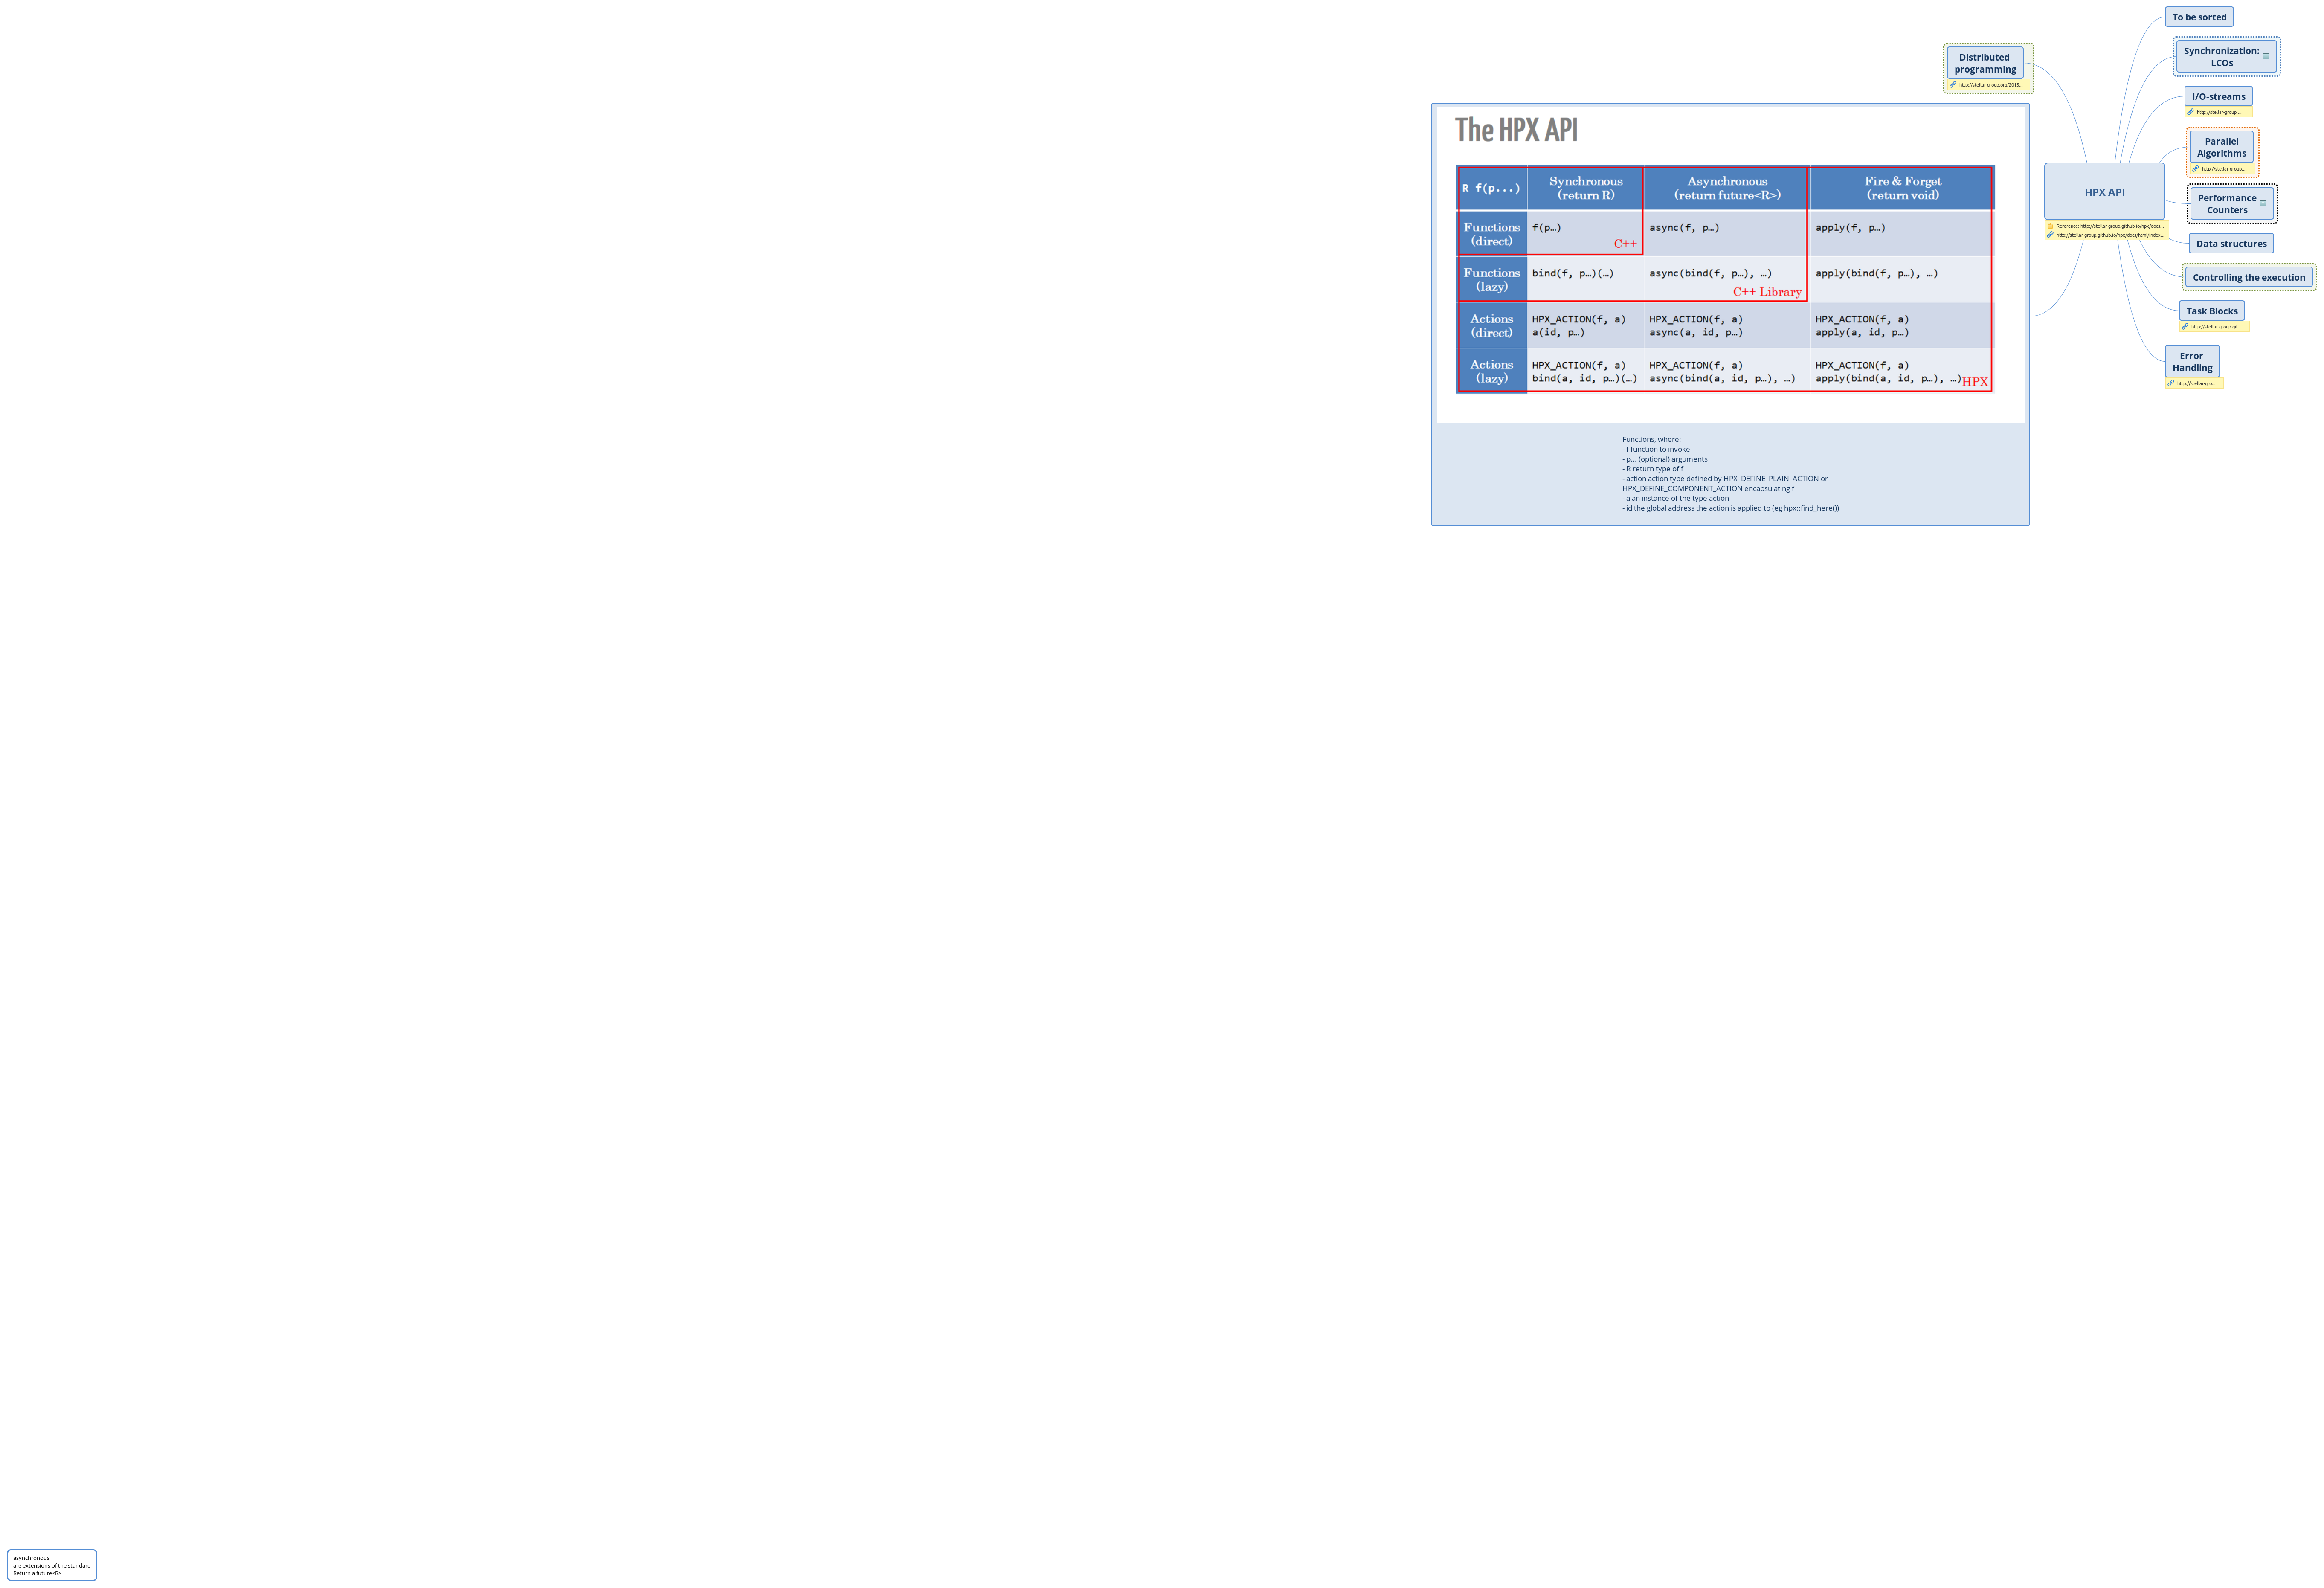 To be sorted
Synchronization:
LCOs
Distributed
programming
http://stellar-group.org/2015...
I/O-streams
http://stellar-group....
Parallel
Algorithms
http://stellar-group....
HPX API
Reference: http://stellar-group.github.io/hpx/docs...
http://stellar-group.github.io/hpx/docs/html/index...
Performance
Counters
Data structures
Controlling the execution
Task Blocks
http://stellar-group.git...
Error
Handling
http://stellar-gro...
The HPX API
R f(p...)
Synchronous
(return R)
Asynchronous
(return future<R>)
Fire & Forget
(return void)
Functions
(direct)
f(p…)
C++
async(f, p…)
apply(f, p…)
Functions
(lazy)
bind(f, p…)(…)
async(bind(f, p…), …)
C++ Library
apply(bind(f, p…), …)
Actions
(direct)
HPX_ACTION(f, a)
a(id, p…)
HPX_ACTION(f, a)
async(a, id, p…)
HPX_ACTION(f, a)
apply(a, id, p…)
Actions
(lazy)
HPX_ACTION(f, a)
bind(a, id, p…)(…)
HPX_ACTION(f, a)
async(bind(a, id, p…), …)
HPX_ACTION(f, a)
apply(bind(a, id, p…), …)
HPX
Functions, where:
- f function to invoke
- p... (optional) arguments
- R return type of f
- action action type defined by HPX_DEFINE_PLAIN_ACTION or
HPX_DEFINE_COMPONENT_ACTION encapsulating f
- a an instance of the type action
- id the global address the action is applied to (eg hpx::find_here())
asynchronous
are extensions of the standard
Return a future<R>